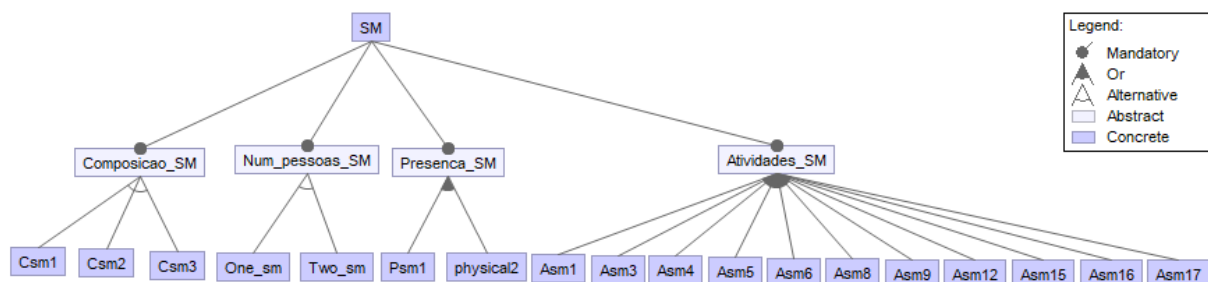 SM
Legend:
Mandatory
Or
Alternative
Abstract
Concrete
Composicao_SM
Num_pessoas_SM
Presenca_SM
Atividades_SM
Csm1
Csm2
Csm3
One_sm
Two_sm
Psm1
physical2
Asm1
Asm3
Asm4
Asm5
Asm6
Asm8
Asm9
Asm12
Asm15
Asm16
Asm17